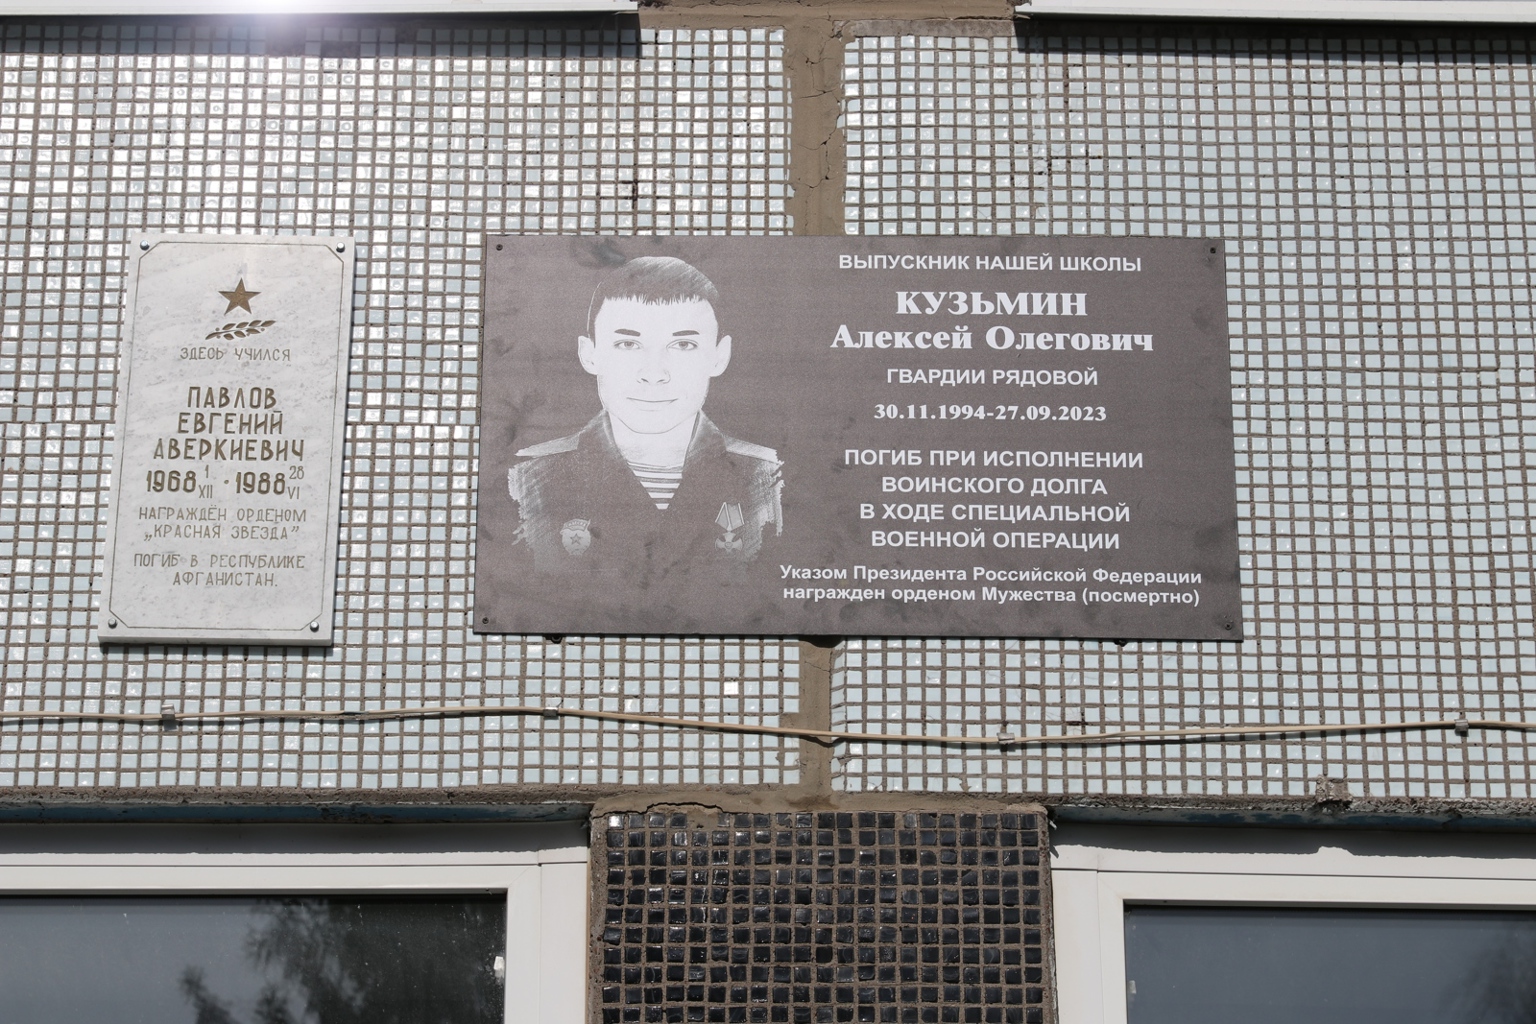 ЗДЕСЬ УЧИЛСЯ
ПАВЛОВ
ЕВГЕНИЙ
АВЕРКИЕВИЧ
1968 1 XII · 1988 28 VI
НАГРАЖДЁН ОРДЕНОМ
„КРАСНАЯ ЗВЕЗДА”
ПОГИБ В РЕСПУБЛИКЕ
АФГАНИСТАН.
ВЫПУСКНИК НАШЕЙ ШКОЛЫ
КУЗЬМИН
Алексей Олегович
ГВАРДИИ РЯДОВОЙ
30.11.1994-27.09.2023
ПОГИБ ПРИ ИСПОЛНЕНИИ
ВОИНСКОГО ДОЛГА
В ХОДЕ СПЕЦИАЛЬНОЙ
ВОЕННОЙ ОПЕРАЦИИ
Указом Президента Российской Федерации
награжден орденом Мужества (посмертно)